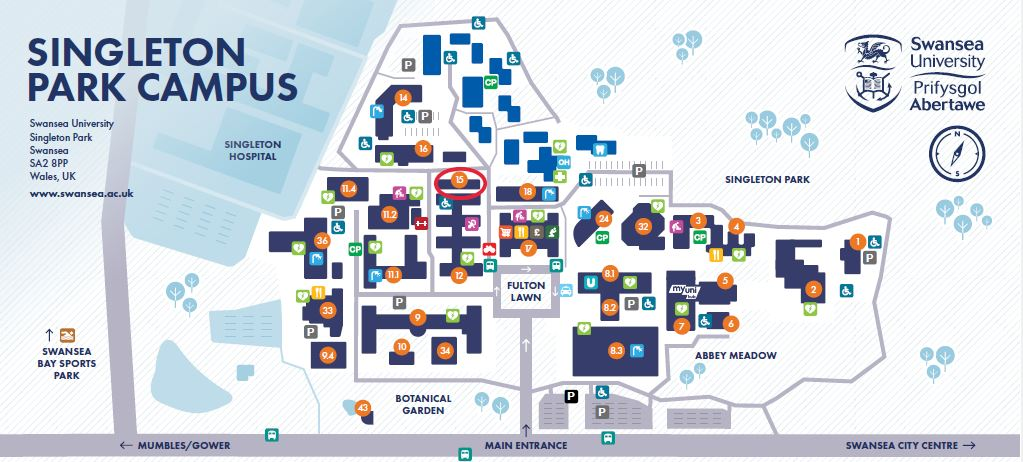 SINGLETON
PARK CAMPUS
Swansea University
Singleton Park
Swansea
SA2 8PP
Wales, UK
www.swansea.ac.uk
SINGLETON
HOSPITAL
Swansea
University
Prifysgol
Abertawe
N
S
SINGLETON PARK
P
CP
14
P
16
15
OH
P
11.4
11.2
18
24
32
3
4
CP
CP
P
36
CP
17
£
1
P
11.1
12
8.1
U
8.2
P
5
2
myuni
hub
FULTON
LAWN
33
P
P
9
10
34
9.4
7
6
8.3
ABBEY MEADOW
SWANSEA
BAY SPORTS
PARK
43
BOTANICAL
GARDEN
P
P
← MUMBLES/GOWER
MAIN ENTRANCE
SWANSEA CITY CENTRE →